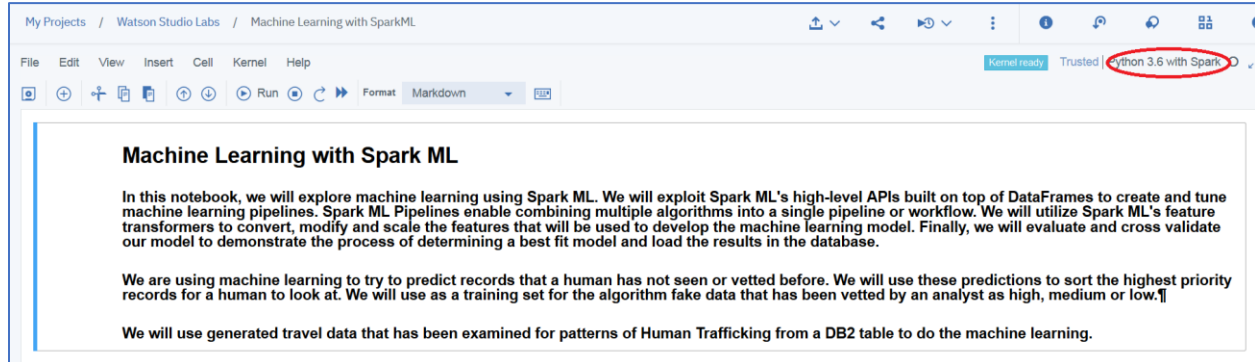 My Projects / Watson Studio Labs / Machine Learning with SparkML
File Edit View Insert Cell Kernel Help Kernel ready Trusted | Python 3.6 with Spark
Run Format Markdown
Machine Learning with Spark ML
In this notebook, we will explore machine learning using Spark ML. We will exploit Spark ML's high-level APIs built on top of DataFrames to create and tune
machine learning pipelines. Spark ML Pipelines enable combining multiple algorithms into a single pipeline or workflow. We will utilize Spark ML's feature
transformers to convert, modify and scale the features that will be used to develop the machine learning model. Finally, we will evaluate and cross validate
our model to demonstrate the process of determining a best fit model and load the results in the database.
We are using machine learning to try to predict records that a human has not seen or vetted before. We will use these predictions to sort the highest priority
records for a human to look at. We will use as a training set for the algorithm fake data that has been vetted by an analyst as high, medium or low.¶
We will use generated travel data that has been examined for patterns of Human Trafficking from a DB2 table to do the machine learning.